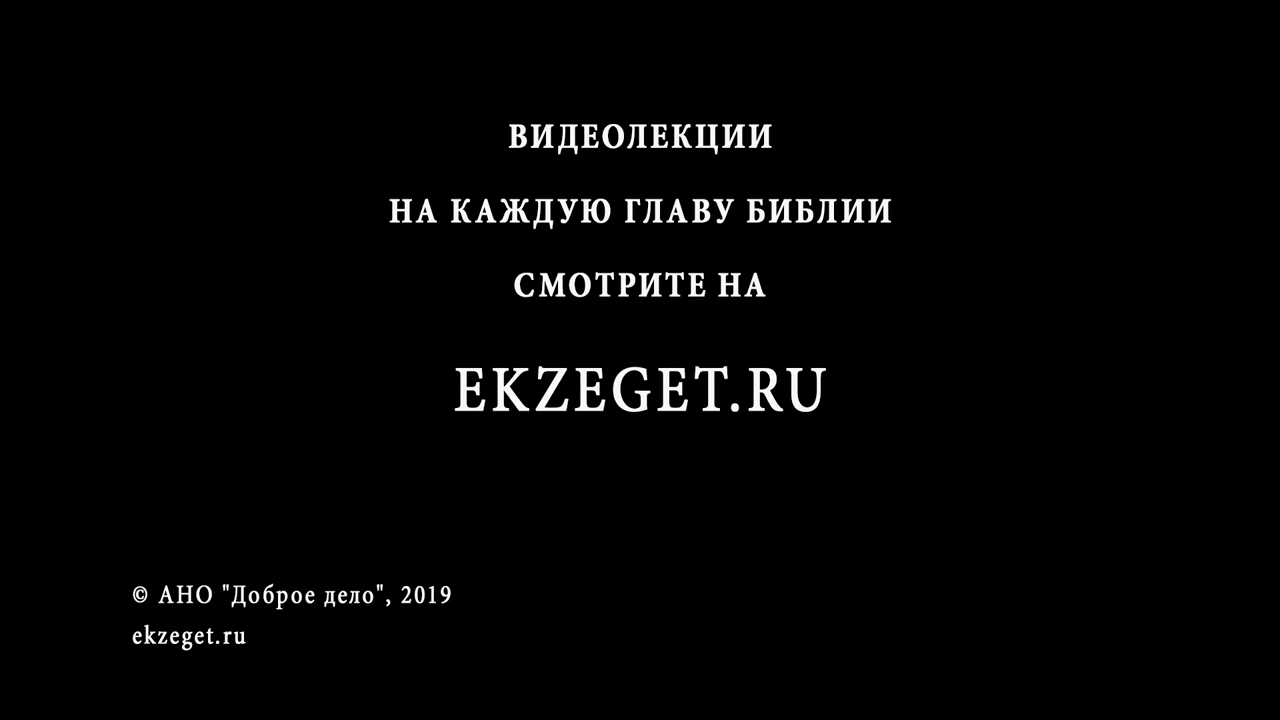 ВИДЕОЛЕКЦИИ
НА КАЖДУЮ ГЛАВУ БИБЛИИ
СМОТРИТЕ НА
EKZEGET.RU
© АНО "Доброе дело", 2019
ekzeget.ru